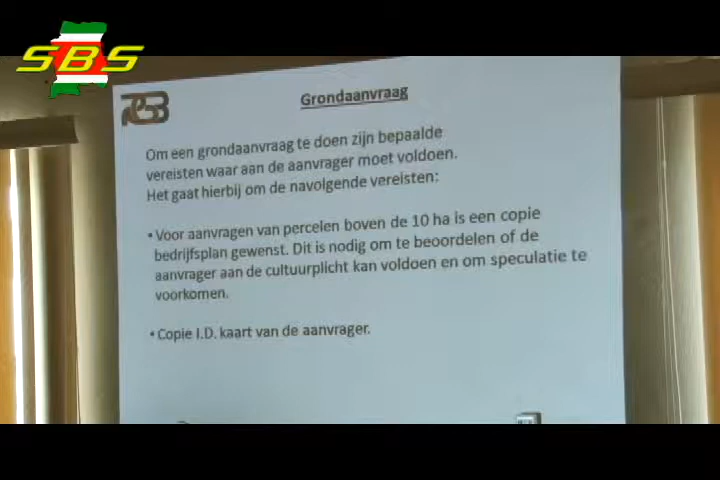 SBS
Grondaanvraag
Om een grondaanvraag te doen zijn bepaalde
vereisten waar aan de aanvrager moet voldoen.
Het gaat hierbij om de navolgende vereisten:
• Voor aanvragen van percelen boven de 10 ha is een copie
bedrijfsplan gewenst. Dit is nodig om te beoordelen of de
aanvrager aan de cultuurplicht kan voldoen en om speculatie te
voorkomen.
• Copie I.D. kaart van de aanvrager.